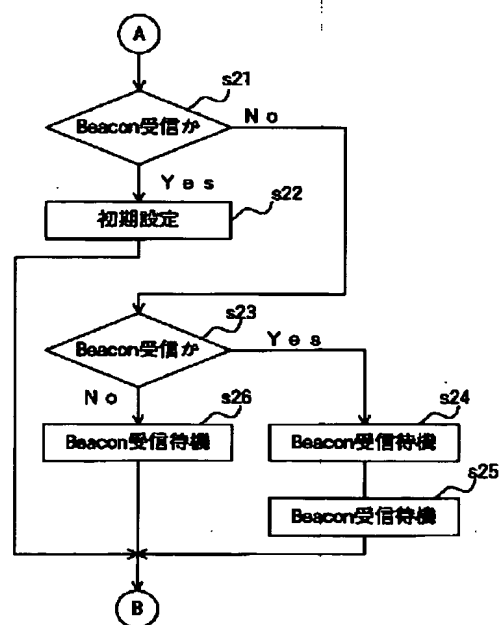 A
s21
Beacon受信か
No
Yes
s22
初期設定
s23
Beacon受信か
Yes
No
s26
s24
Beacon受信待機
Beacon受信待機
s25
Beacon受信待機
B